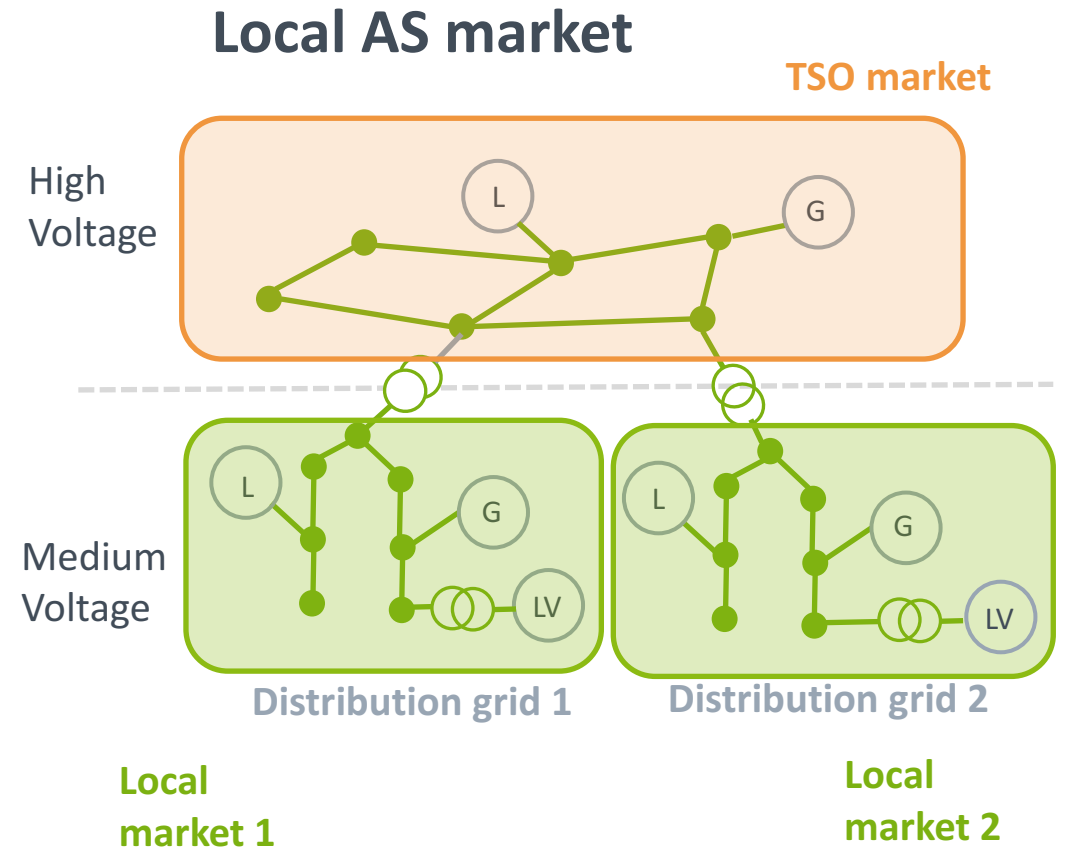 Local AS market
TSO market
High
Voltage
L
G
Medium
Voltage
L
G
LV
L
G
LV
Distribution grid 1
Distribution grid 2
Local
market 1
Local
market 2